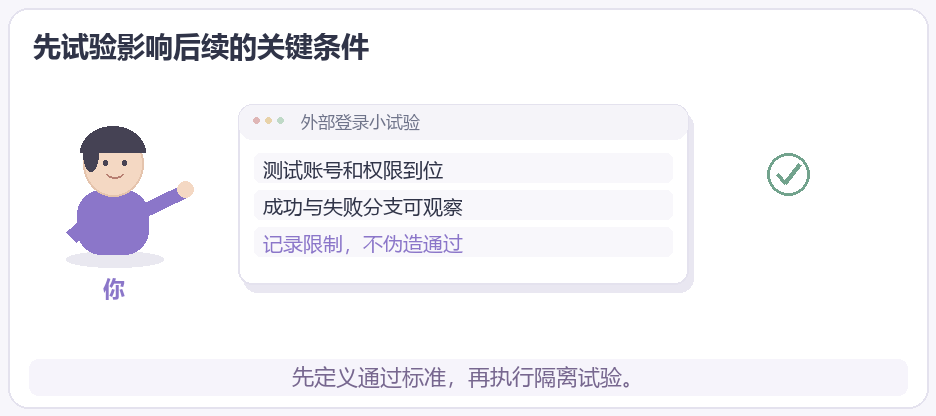 先试验影响后续的关键条件
外部登录小试验
测试账号和权限到位
成功与失败分支可观察
记录限制，不伪造通过
你
先定义通过标准，再执行隔离试验。